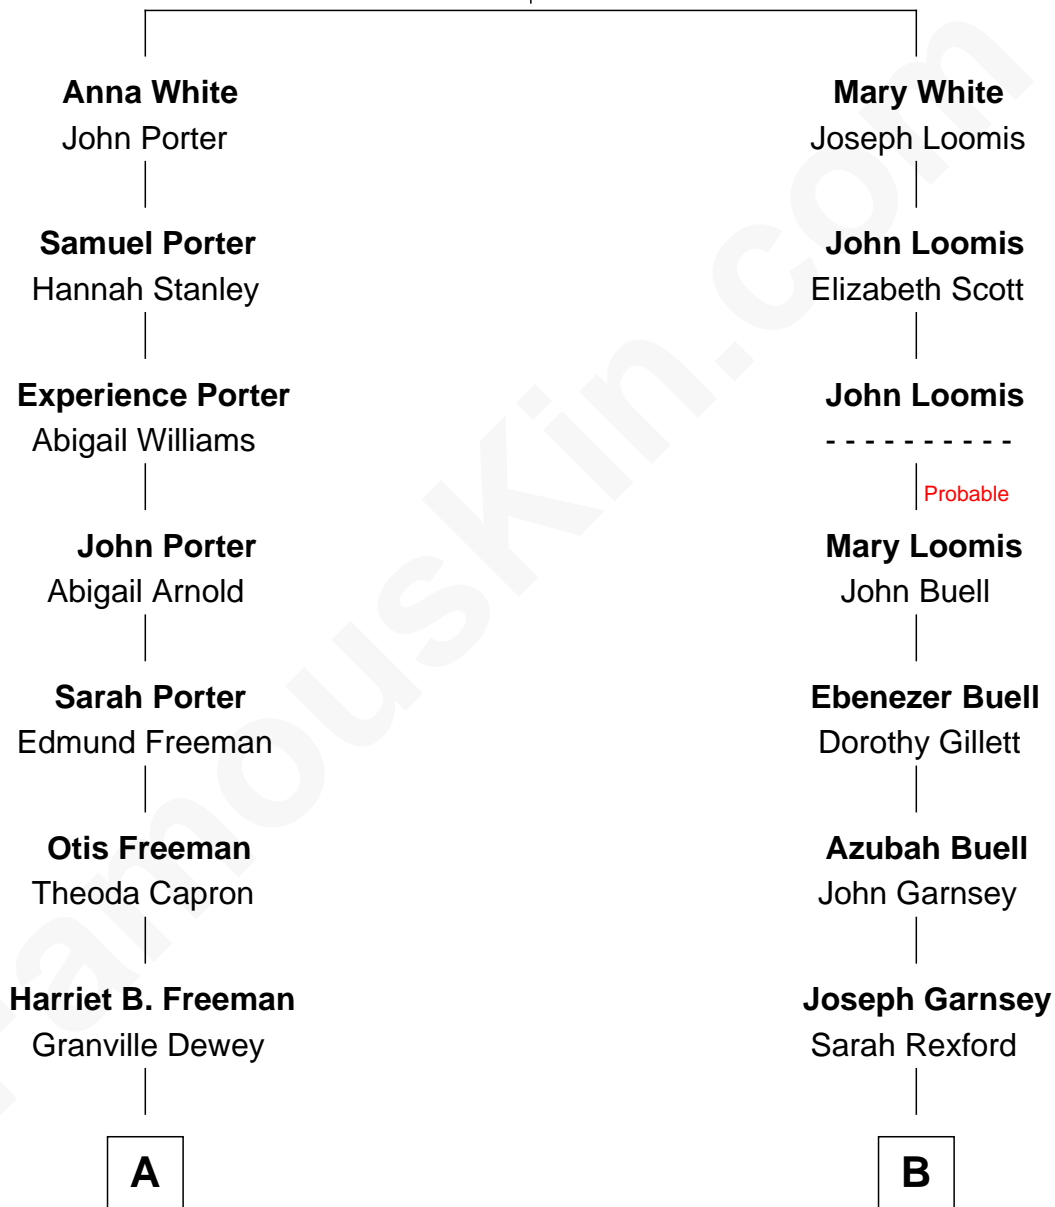 Anna White
John Porter
Samuel Porter
Hannah Stanley
Experience Porter
Abigail Williams
John Porter
Abigail Arnold
Sarah Porter
Edmund Freeman
Otis Freeman
Theoda Capron
Harriet B. Freeman
Granville Dewey
A
Mary White
Joseph Loomis
John Loomis
Elizabeth Scott
John Loomis
- - - - - - - - - -
Probable
Mary Loomis
John Buell
Ebenezer Buell
Dorothy Gillett
Azubah Buell
John Garnsey
Joseph Garnsey
Sarah Rexford
B
FamousKin.com